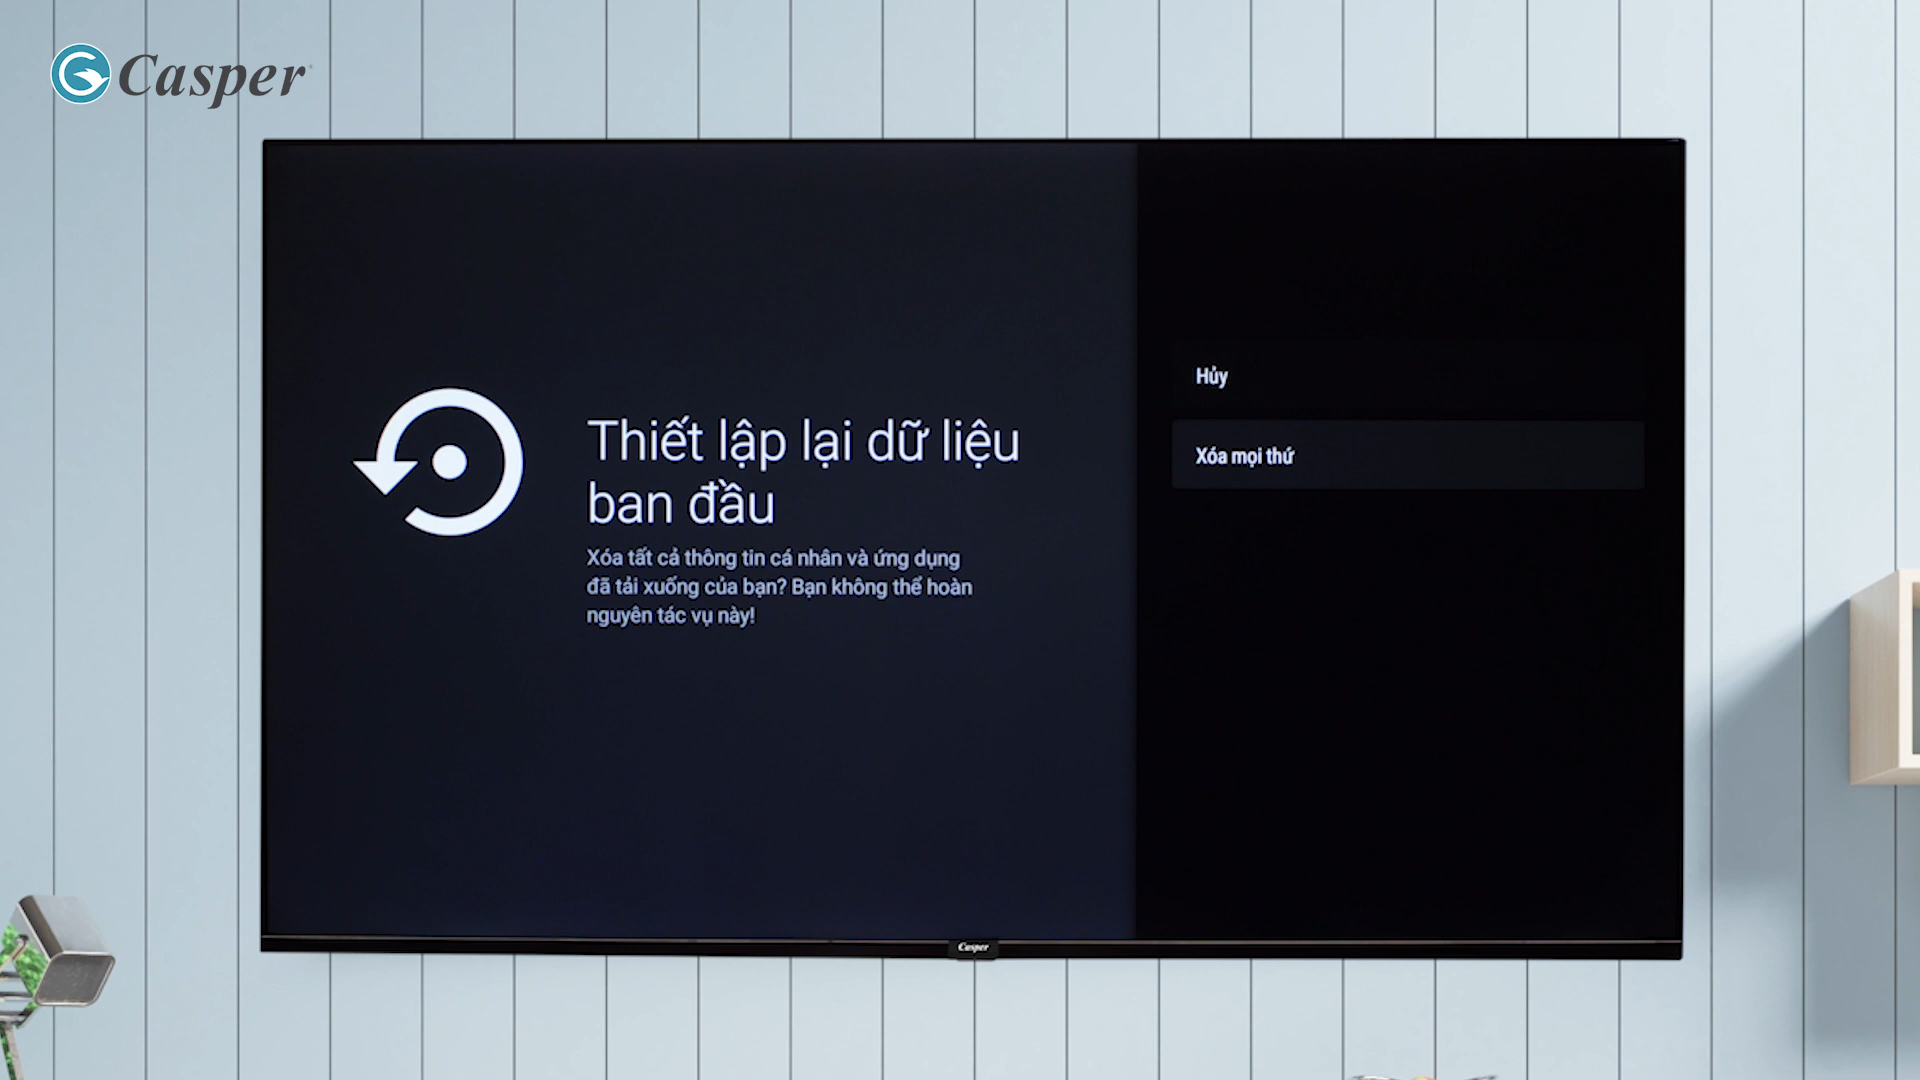 Casper
Thiết lập lại dữ liệu
ban đầu
Xóa tất cả thông tin cá nhân và ứng dụng
đã tải xuống của bạn? Bạn không thể hoàn
nguyên tác vụ này!
Hủy
Xóa mọi thứ
Casper